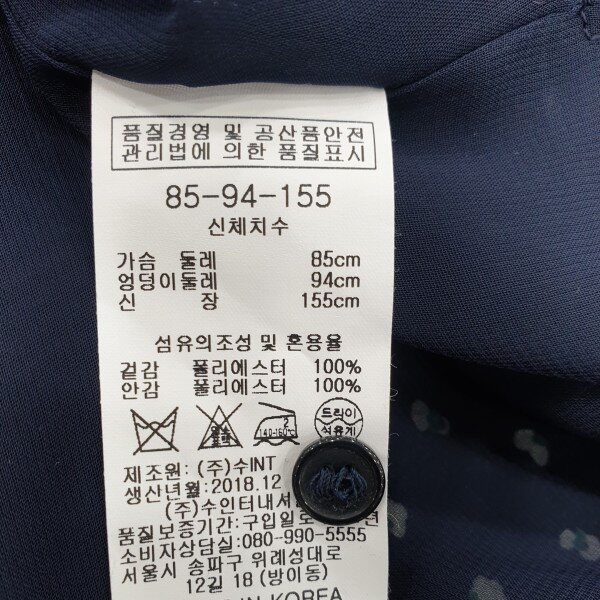 품질경영 및 공산품안전
관리법에 의한 품질표시
85-94-155
신체치수
가슴 둘레 85cm
엉덩이둘레 94cm
신 장 155cm
섬유의조성 및 혼용율
겉감 폴리에스터 100%
안감 폴리에스터 100%
2
140-160℃
드라이
석유계
제조원: (주)수INT
생산년월: 2018.12
(주)수인터내셔
품질보증기간: 구입일로
소비자상담실: 080-990-5555
서울시 송파구 위례성대로
12길 18 (방이동)
IN KOREA